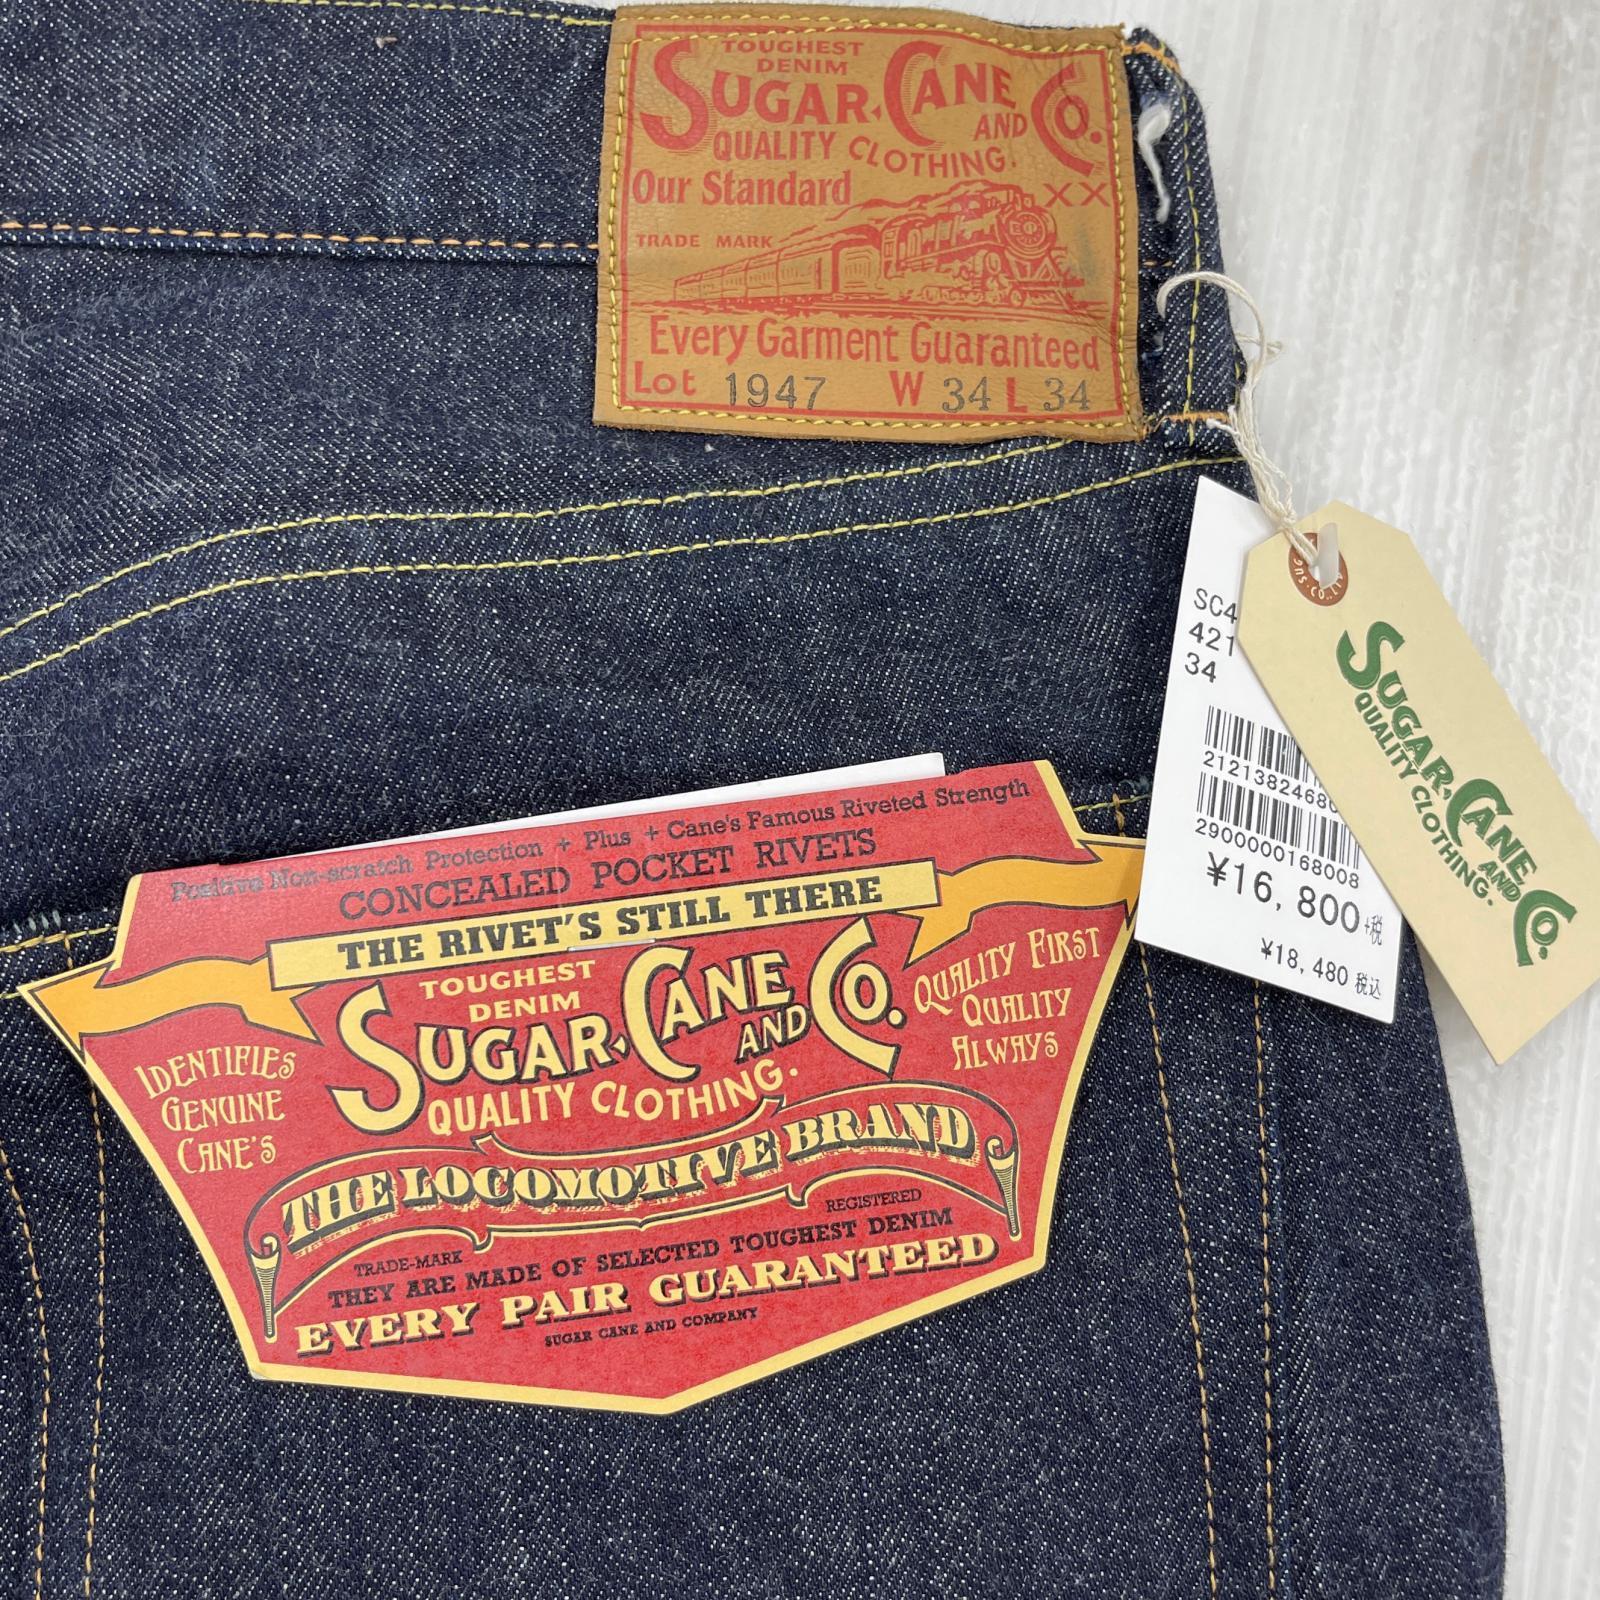 TOUGHEST
DENIM
SUGAR CANE AND CO.
QUALITY CLOTHING.
Our Standard XX
TRADE MARK
Every Garment Guaranteed
Lot 1947 W 34 L 34
SC4
421
34
2900000168008
¥16,800+税
¥18,480 税込
SUGAR CANE AND CO.
QUALITY CLOTHING.
Positive Non-scratch Protection + Plus + Cane's Famous Riveted Strength
CONCEALED POCKET RIVETS
THE RIVET'S STILL THERE
TOUGHEST
DENIM
SUGAR CANE AND CO.
QUALITY CLOTHING.
IDENTIFIES
GENUINE
CANE'S
QUALITY FIRST
QUALITY
ALWAYS
THE LOCOMOTIVE BRAND
TRADE-MARK REGISTERED
THEY ARE MADE OF SELECTED TOUGHEST DENIM
EVERY PAIR GUARANTEED
SUGAR CANE AND COMPANY